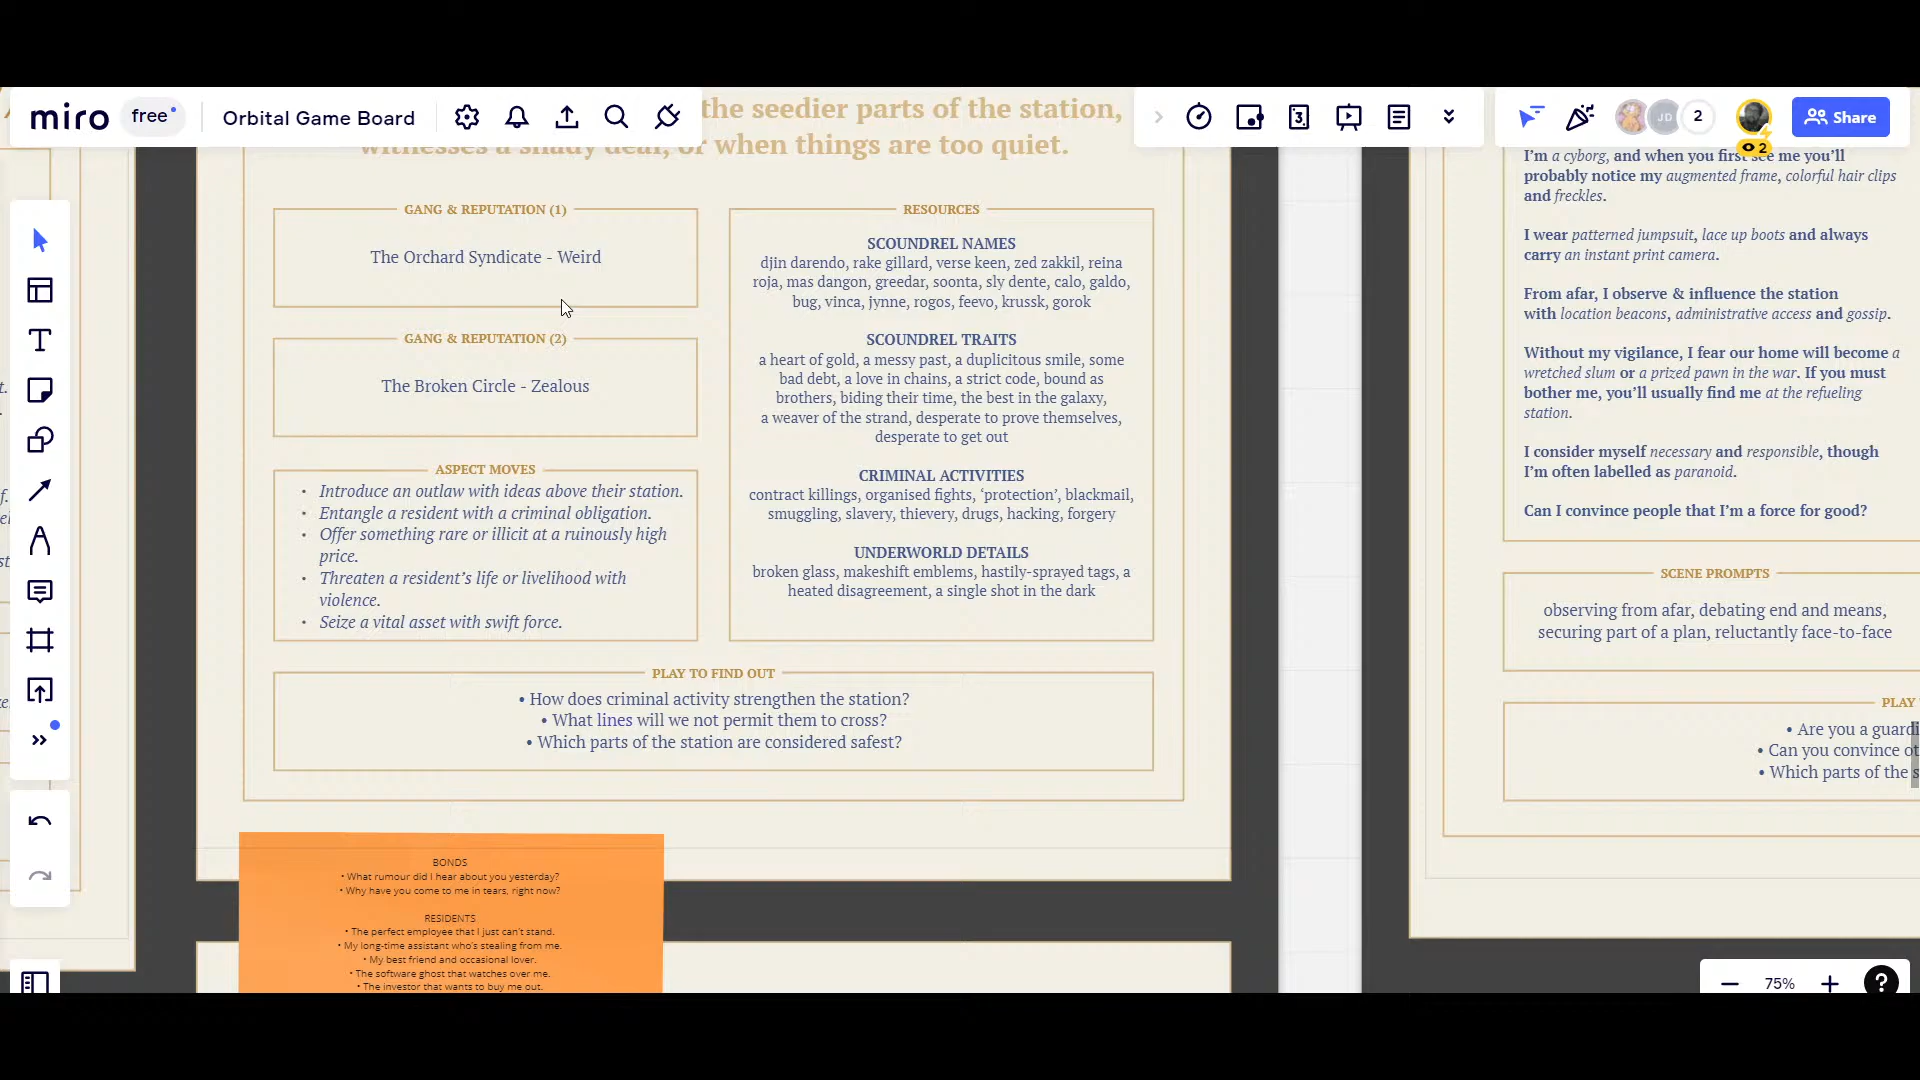 miro
free
Orbital Game Board
JD
2
Share
2
the seedier parts of the station,
witnesses a shady deal, or when things are too quiet.
GANG & REPUTATION (1)
The Orchard Syndicate - Weird
GANG & REPUTATION (2)
The Broken Circle - Zealous
ASPECT MOVES
• Introduce an outlaw with ideas above their station.
• Entangle a resident with a criminal obligation.
• Offer something rare or illicit at a ruinously high
price.
• Threaten a resident’s life or livelihood with
violence.
• Seize a vital asset with swift force.
RESOURCES
SCOUNDREL NAMES
djin darendo, rake gillard, verse keen, zed zakkil, reina
roja, mas dangon, greedar, soonta, sly dente, calo, galdo,
bug, vinca, jynne, rogos, feevo, krussk, gorok
SCOUNDREL TRAITS
a heart of gold, a messy past, a duplicitous smile, some
bad debt, a love in chains, a strict code, bound as
brothers, biding their time, the best in the galaxy,
a weaver of the strand, desperate to prove themselves,
desperate to get out
CRIMINAL ACTIVITIES
contract killings, organised fights, ‘protection’, blackmail,
smuggling, slavery, thievery, drugs, hacking, forgery
UNDERWORLD DETAILS
broken glass, makeshift emblems, hastily-sprayed tags, a
heated disagreement, a single shot in the dark
PLAY TO FIND OUT
• How does criminal activity strengthen the station?
• What lines will we not permit them to cross?
• Which parts of the station are considered safest?
BONDS
• What rumour did I hear about you yesterday?
• Why have you come to me in tears, right now?
RESIDENTS
• The perfect employee that I just can’t stand.
• My long-time assistant who’s stealing from me.
• My best friend and occasional lover.
• The software ghost that watches over me.
• The investor that wants to buy me out.
I’m a cyborg, and when you first see me you’ll
probably notice my augmented frame, colorful hair clips
and freckles.
I wear patterned jumpsuit, lace up boots and always
carry an instant print camera.
From afar, I observe & influence the station
with location beacons, administrative access and gossip.
Without my vigilance, I fear our home will become a
wretched slum or a prized pawn in the war. If you must
bother me, you’ll usually find me at the refueling
station.
I consider myself necessary and responsible, though
I’m often labelled as paranoid.
Can I convince people that I’m a force for good?
SCENE PROMPTS
observing from afar, debating end and means,
securing part of a plan, reluctantly face-to-face
PLAY
• Are you a guardi
• Can you convince ot
• Which parts of the s
75%